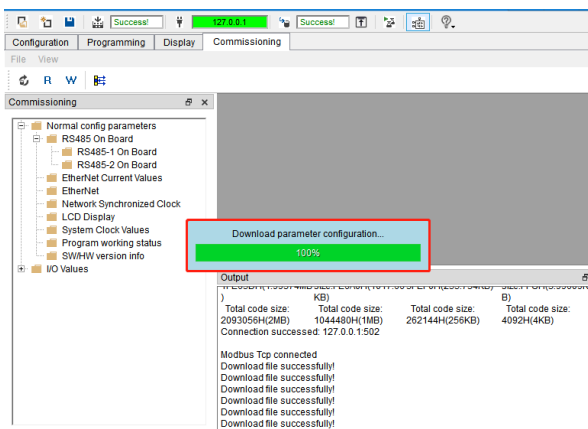 Success! 127.0.0.1 Success!
Configuration Programming Display Commissioning
File View
R W
Commissioning
Normal config parameters
RS485 On Board
RS485-1 On Board
RS485-2 On Board
EtherNet Current Values
EtherNet
Network Synchronized Clock
LCD Display
System Clock Values
Program working status
SW/HW version info
I/O Values
Download parameter configuration...
100%
Output
) KB) B)
Total code size: Total code size: Total code size: Total code size:
2093056H(2MB) 1044480H(1MB) 262144H(256KB) 4092H(4KB)
Connection successed: 127.0.0.1:502
Modbus Tcp connected
Download file successfully!
Download file successfully!
Download file successfully!
Download file successfully!
Download file successfully!
Download file successfully!